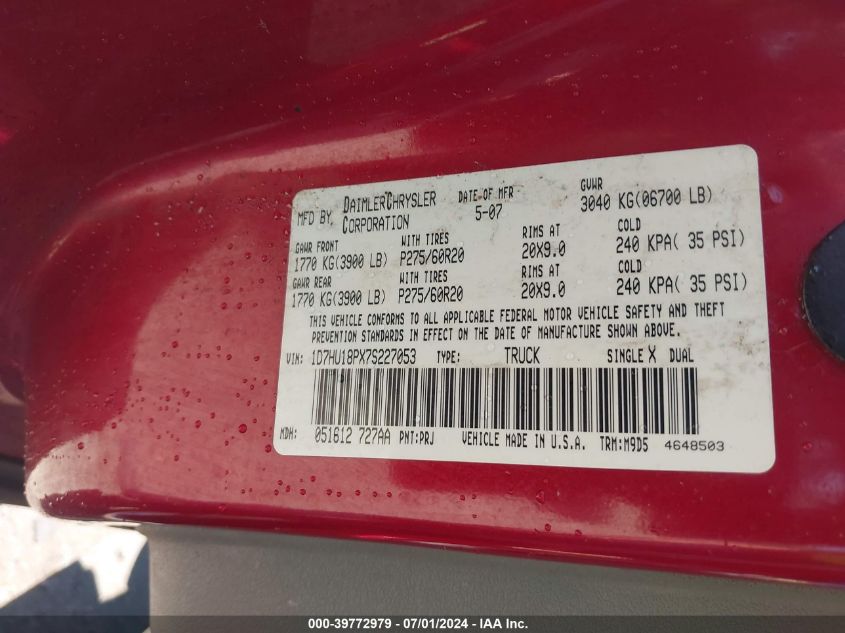 MFD BY DAIMLERCHRYSLER CORPORATION DATE OF MFR 5-07 GVWR 3040 KG(06700 LB)
GAWR FRONT WITH TIRES RIMS AT COLD
1770 KG(3900 LB) P275/60R20 20X9.0 240 KPA( 35 PSI)
GAWR REAR WITH TIRES RIMS AT COLD
1770 KG(3900 LB) P275/60R20 20X9.0 240 KPA( 35 PSI)
THIS VEHICLE CONFORMS TO ALL APPLICABLE FEDERAL MOTOR VEHICLE SAFETY AND THEFT
PREVENTION STANDARDS IN EFFECT ON THE DATE OF MANUFACTURE SHOWN ABOVE.
VIN: 1D7HU18PX7S227053 TYPE: TRUCK SINGLE X DUAL
MDH: 051612 727AA PNT:PRJ VEHICLE MADE IN U.S.A. TRM:M9D5 4648503
000-39772979 / 07/01/2024 - IAA Inc.